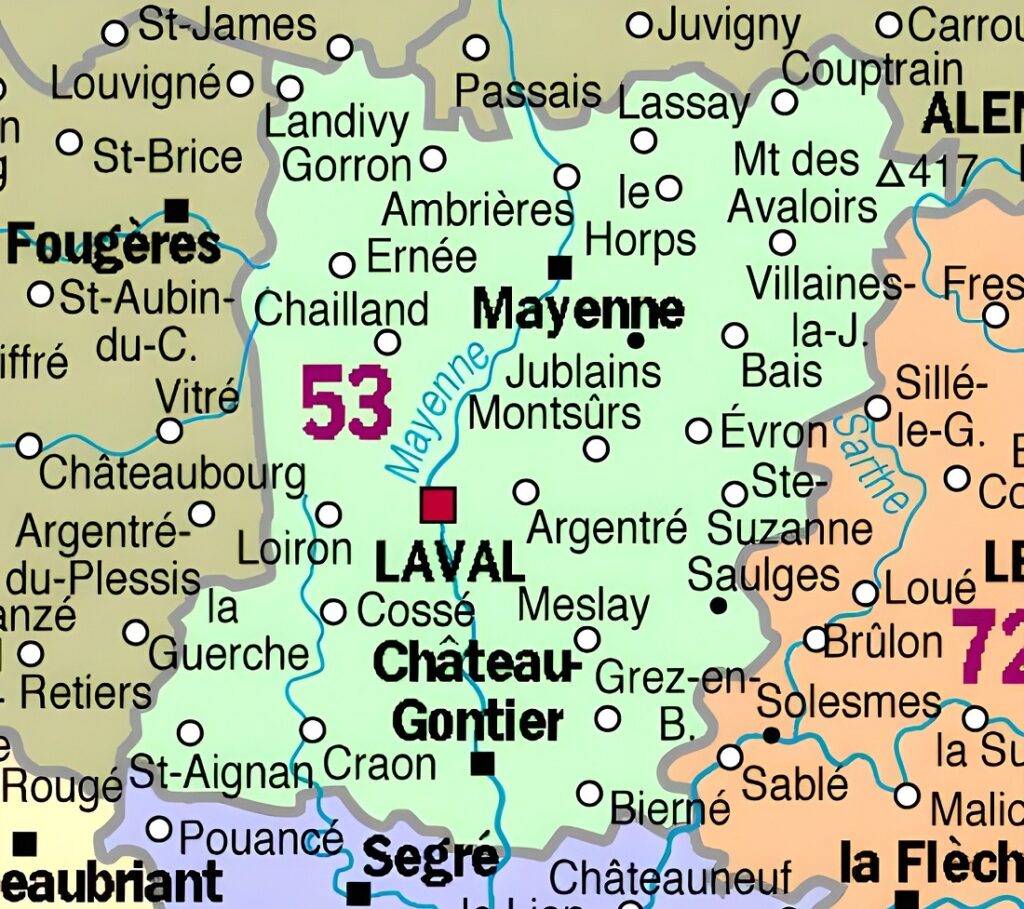 St-James
Juvigny
Carrou
Louvigné
Passais
Couptrain
Landivy
Lassay
ALEN
St-Brice
Gorron
Mt des
Avaloirs
417
Ambrières
le
Horps
Fougères
Ernée
St-Aubin-
du-C.
Chailland
Mayenne
Villaines-
la-J.
Fres
iffré
Vitré
53
Mayenne
Jublains
Bais
Sillé-
le-G.
Montsûrs
Évron
Sarthe
Châteaubourg
Ste-
Suzanne
Co
Argentré-
du-Plessis
Loiron
LAVAL
Argentré
Saulges
Loué
LE
anzé
la
Guerche
Cossé
Meslay
Brûlon
72
Retiers
Château-
Gontier
Grez-en-
B.
Solesmes
la Su
Rougé
St-Aignan
Craon
Sablé
Malic
Bierné
Pouancé
Segré
la Flèch
eaubriant
Châteauneuf